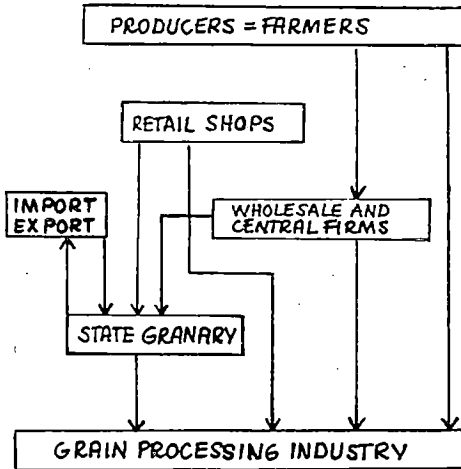 PRODUCERS = FARMERS
RETAIL SHOPS
IMPORT
EXPORT
WHOLESALE AND
CENTRAL FIRMS
STATE GRANARY
GRAIN PROCESSING INDUSTRY